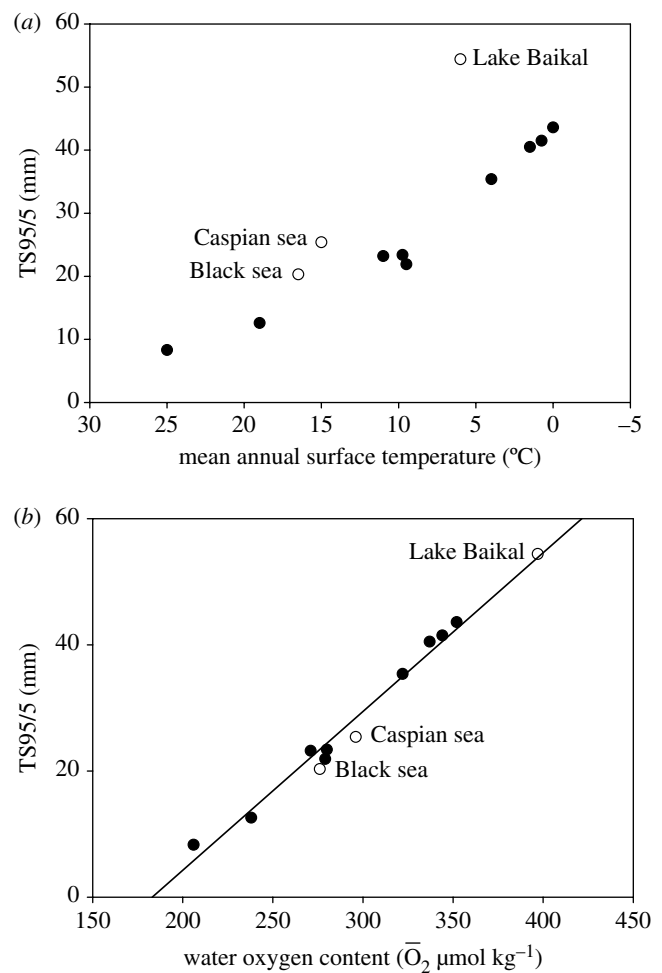 (a)
60
50
40
30
20
10
0
TS95/5 (mm)
Lake Baikal
Caspian sea
Black sea
30 25 20 15 10 5 0 –5
mean annual surface temperature (ºC)
(b)
60
40
20
0
TS95/5 (mm)
Lake Baikal
Caspian sea
Black sea
150 200 250 300 350 400 450
water oxygen content (O̅₂ µmol kg⁻¹)